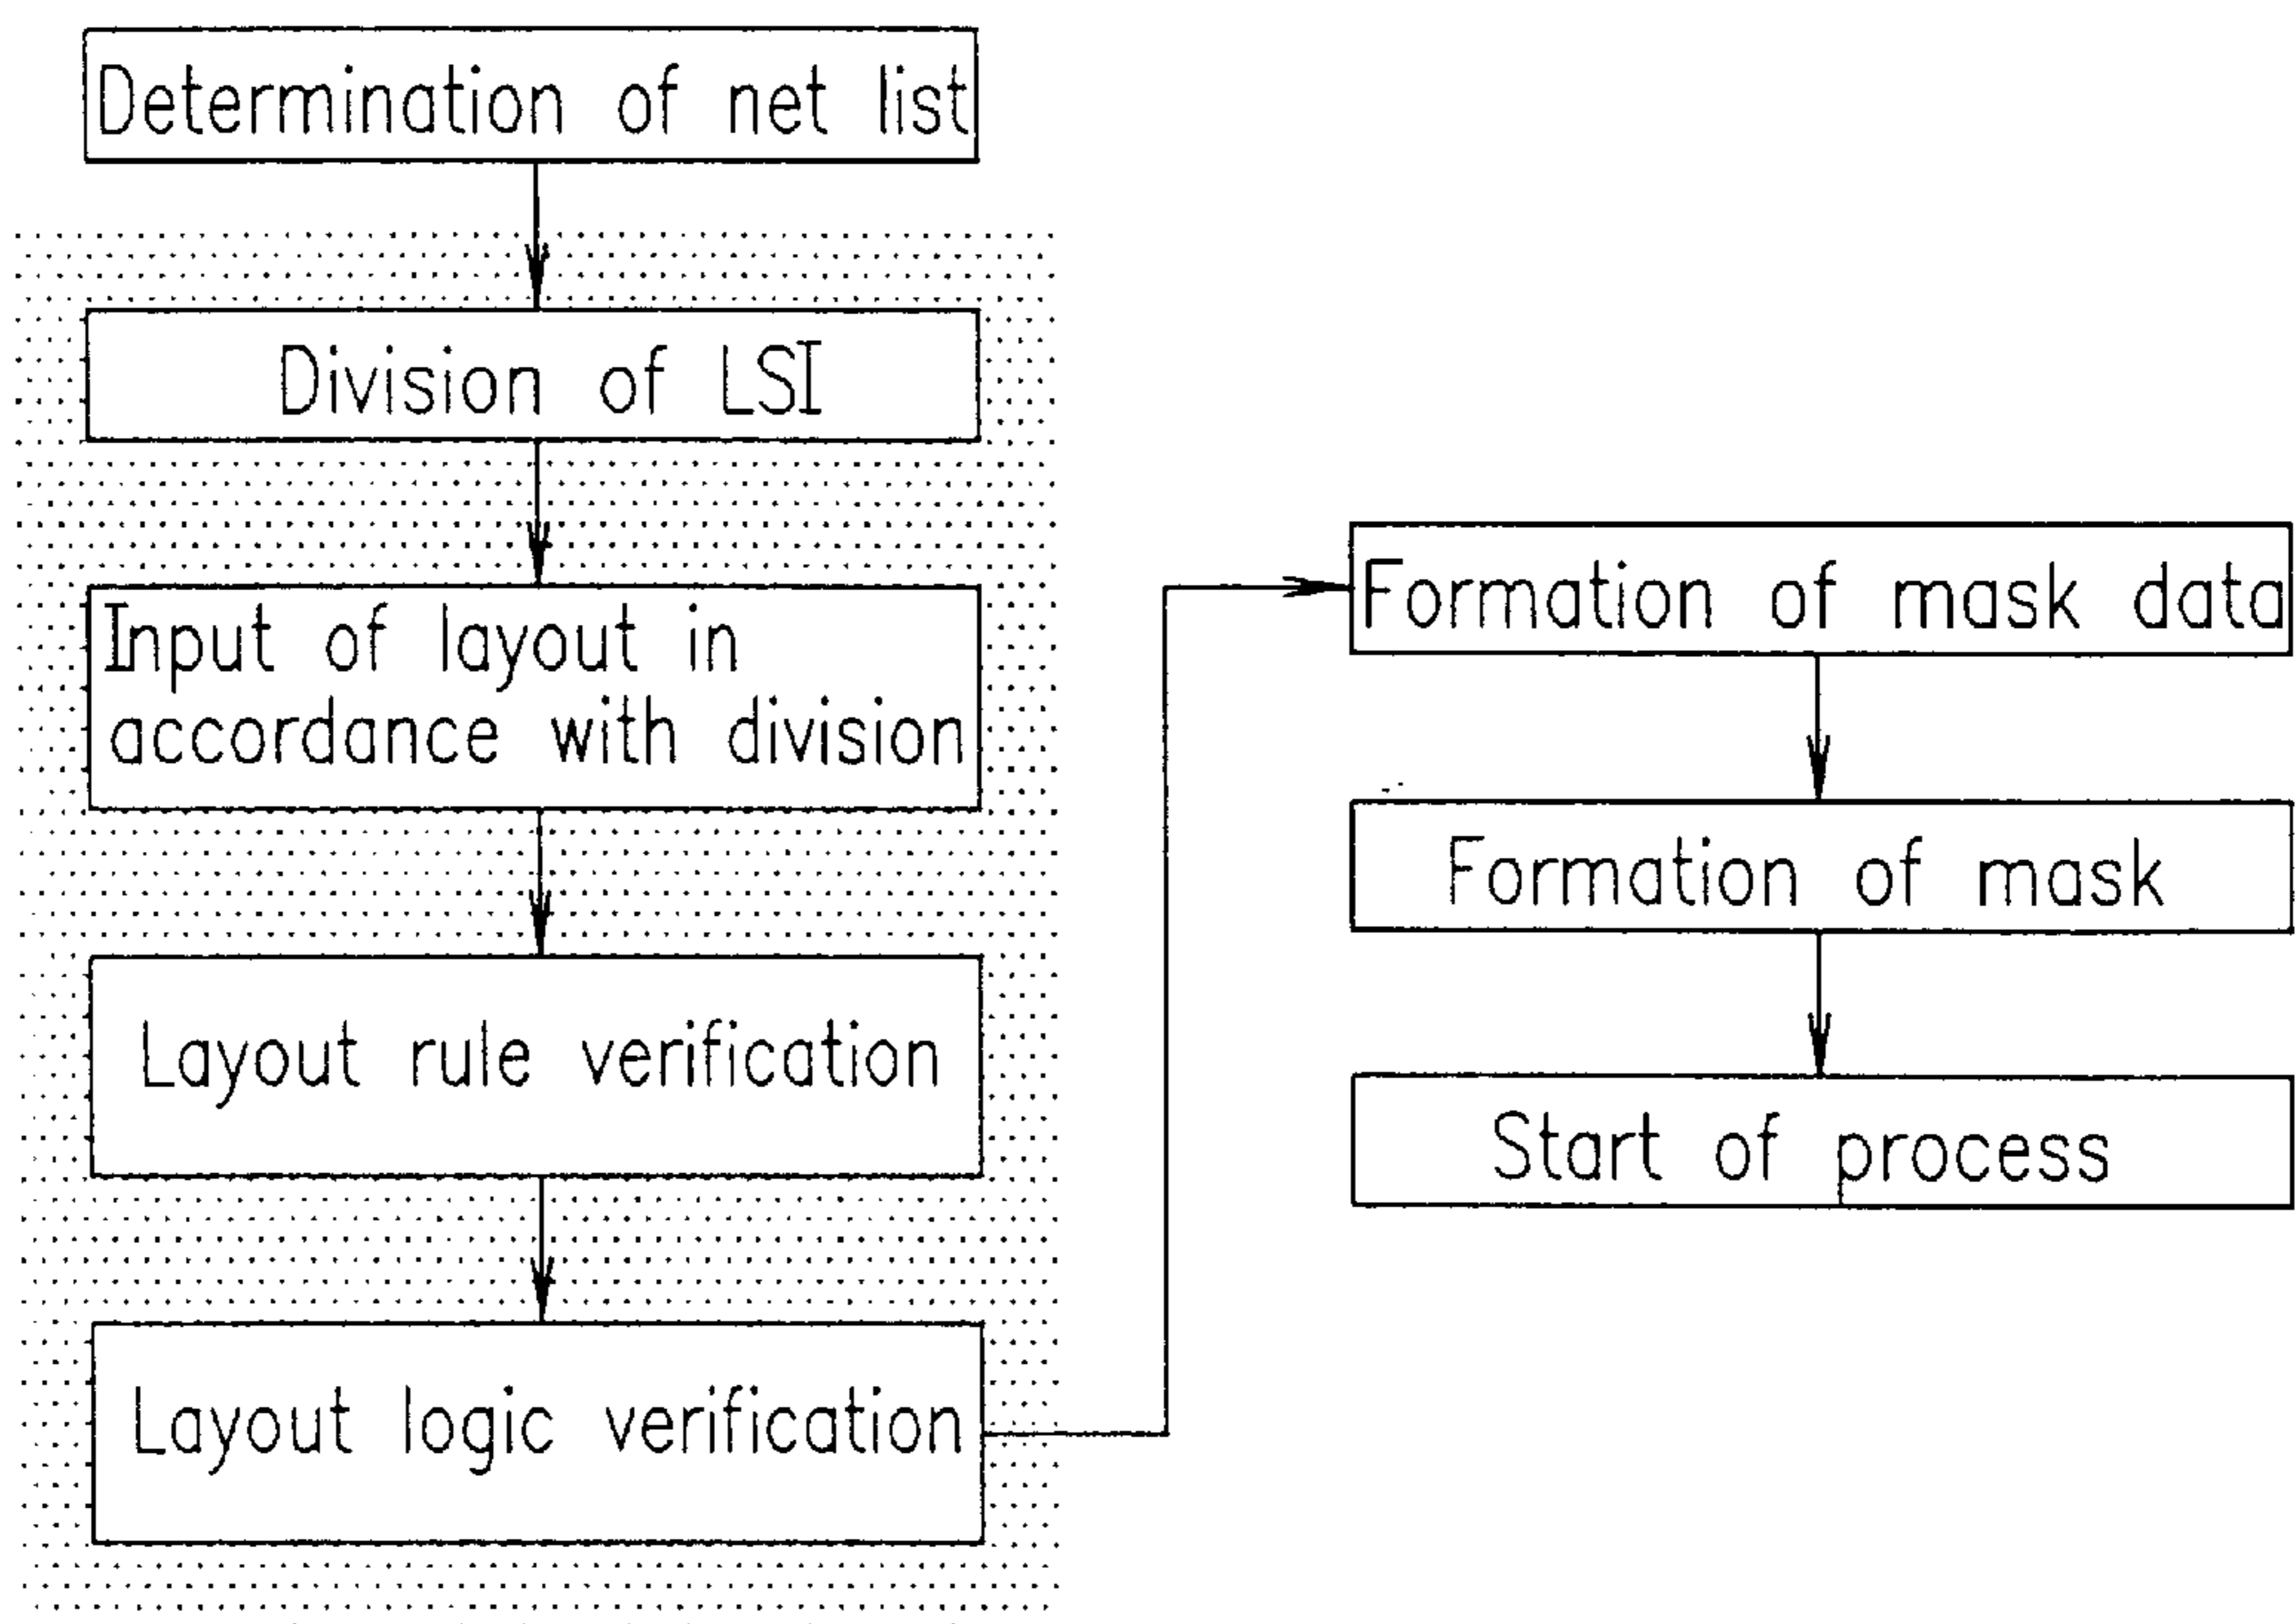 Determination of net list
Division of LSI
Input of layout in
accordance with division
Layout rule verification
Layout logic verification
Formation of mask data
Formation of mask
Start of process